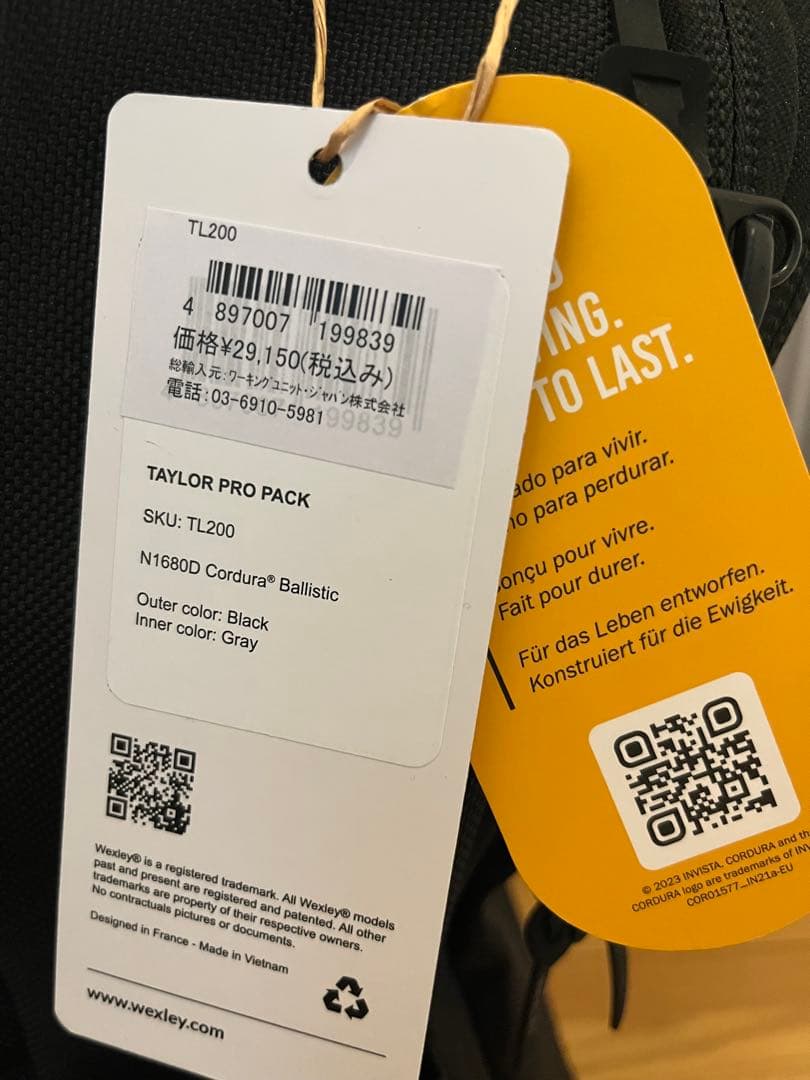 TL200
4 897007 199839
価格¥29,150(税込み)
総輸入元:ワーキングユニット・ジャパン株式会社
電話:03-6910-5981
199839
TAYLOR PRO PACK
SKU: TL200
N1680D Cordura® Ballistic
Outer color: Black
Inner color: Gray
Wexley® is a registered trademark. All Wexley® models
past and present are registered and patented. All other
trademarks are property of their respective owners.
No contractuals pictures or documents.
Designed in France - Made in Vietnam
www.wexley.com
TO LAST.
para vivir.
para perdurar.
pour vivre.
Fait pour durer.
Für das Leben entworfen.
Konstruiert für die Ewigkeit.
© 2023 INVISTA. CORDURA and
CORDURA logo are trademarks of
COR01577_IN21a-EU